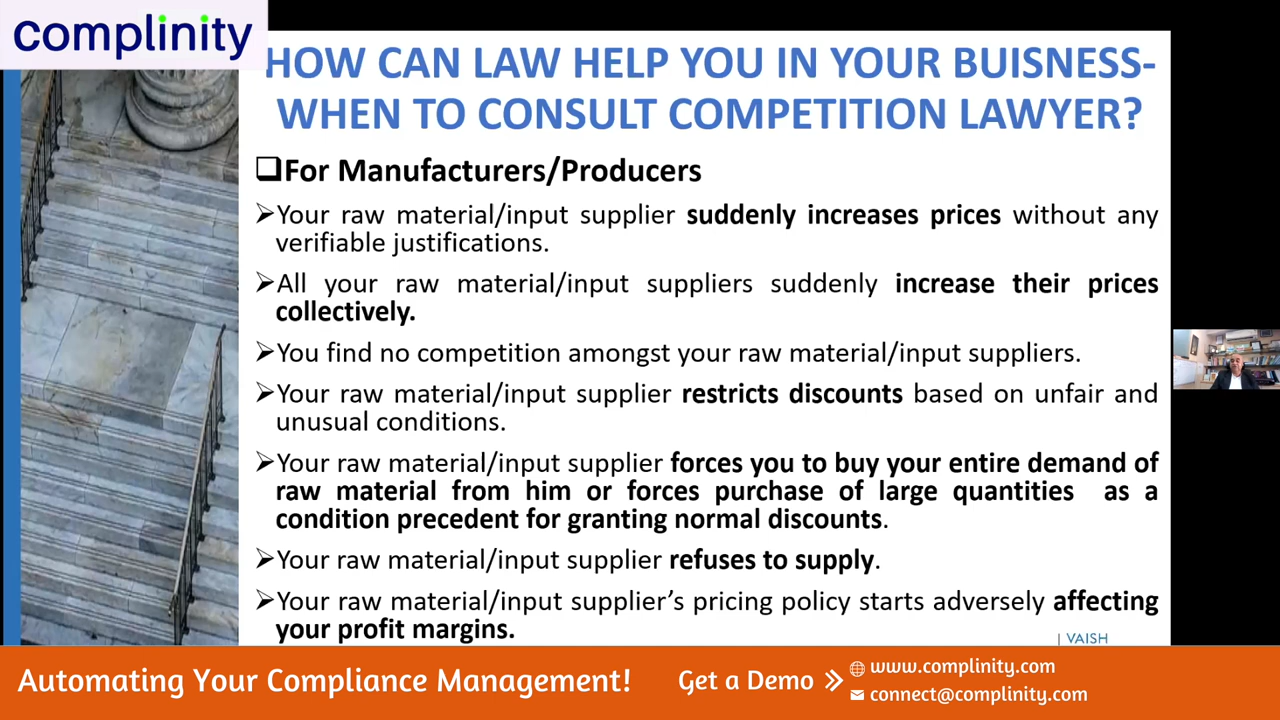 complinity
HOW CAN LAW HELP YOU IN YOUR BUISNESS-
WHEN TO CONSULT COMPETITION LAWYER?
❑For Manufacturers/Producers
➢Your raw material/input supplier suddenly increases prices without any
verifiable justifications.
➢All your raw material/input suppliers suddenly increase their prices
collectively.
➢You find no competition amongst your raw material/input suppliers.
➢Your raw material/input supplier restricts discounts based on unfair and
unusual conditions.
➢Your raw material/input supplier forces you to buy your entire demand of
raw material from him or forces purchase of large quantities as a
condition precedent for granting normal discounts.
➢Your raw material/input supplier refuses to supply.
➢Your raw material/input supplier’s pricing policy starts adversely affecting
your profit margins.
| VAISH
Automating Your Compliance Management!
Get a Demo
www.complinity.com
connect@complinity.com